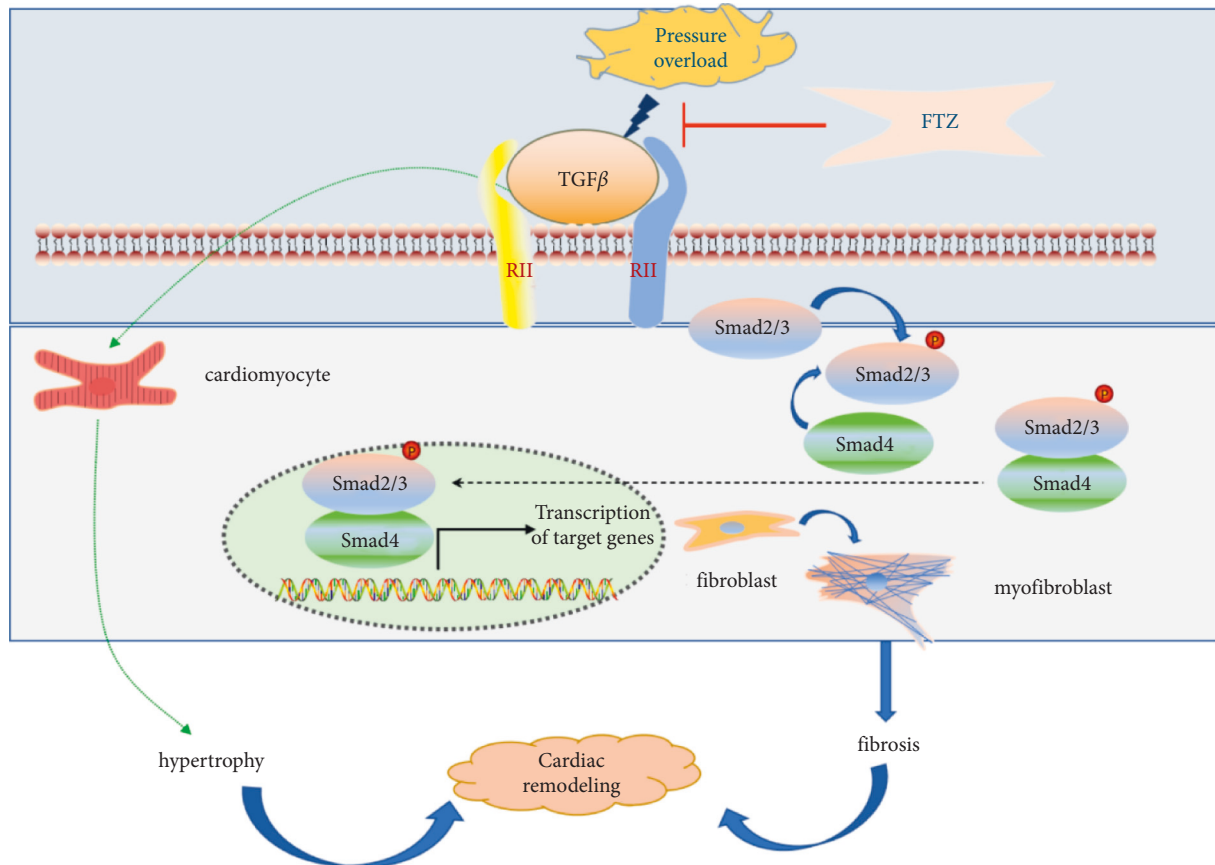 Pressure
overload
FTZ
TGFβ
RII
RII
Smad2/3
P
Smad2/3
cardiomyocyte
P
Smad2/3
Smad4
Smad4
P
Smad2/3
Smad4
Transcription
of target genes
fibroblast
myofibroblast
hypertrophy
Cardiac
remodeling
fibrosis